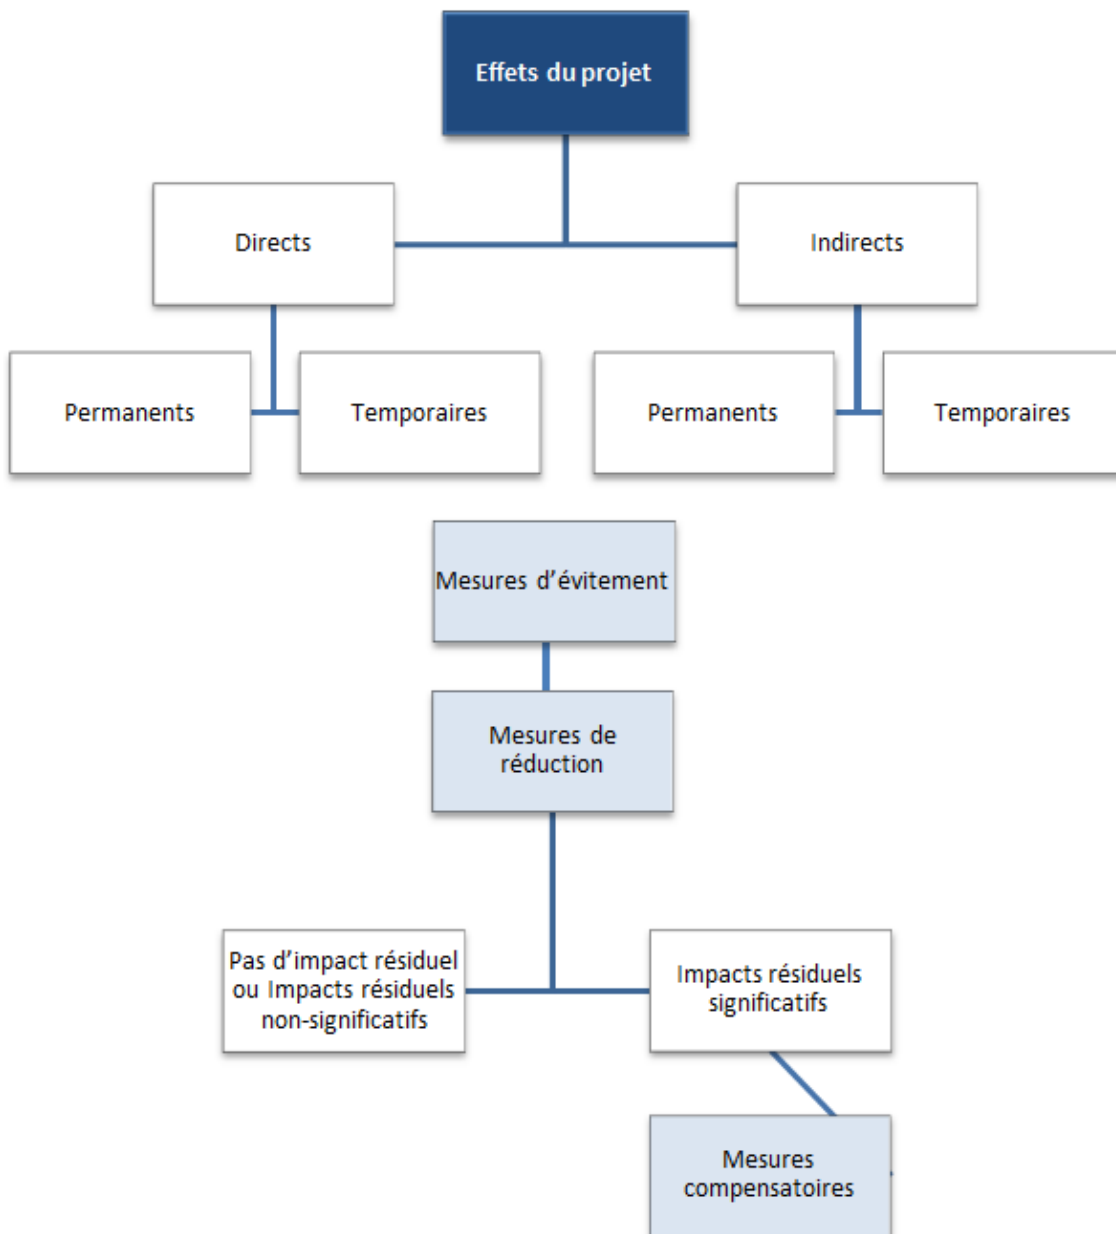 Effets du projet
Directs
Indirects
Permanents
Temporaires
Permanents
Temporaires
Mesures d’évitement
Mesures de
réduction
Pas d’impact résiduel
ou Impacts résiduels
non-significatifs
Impacts résiduels
significatifs
Mesures
compensatoires